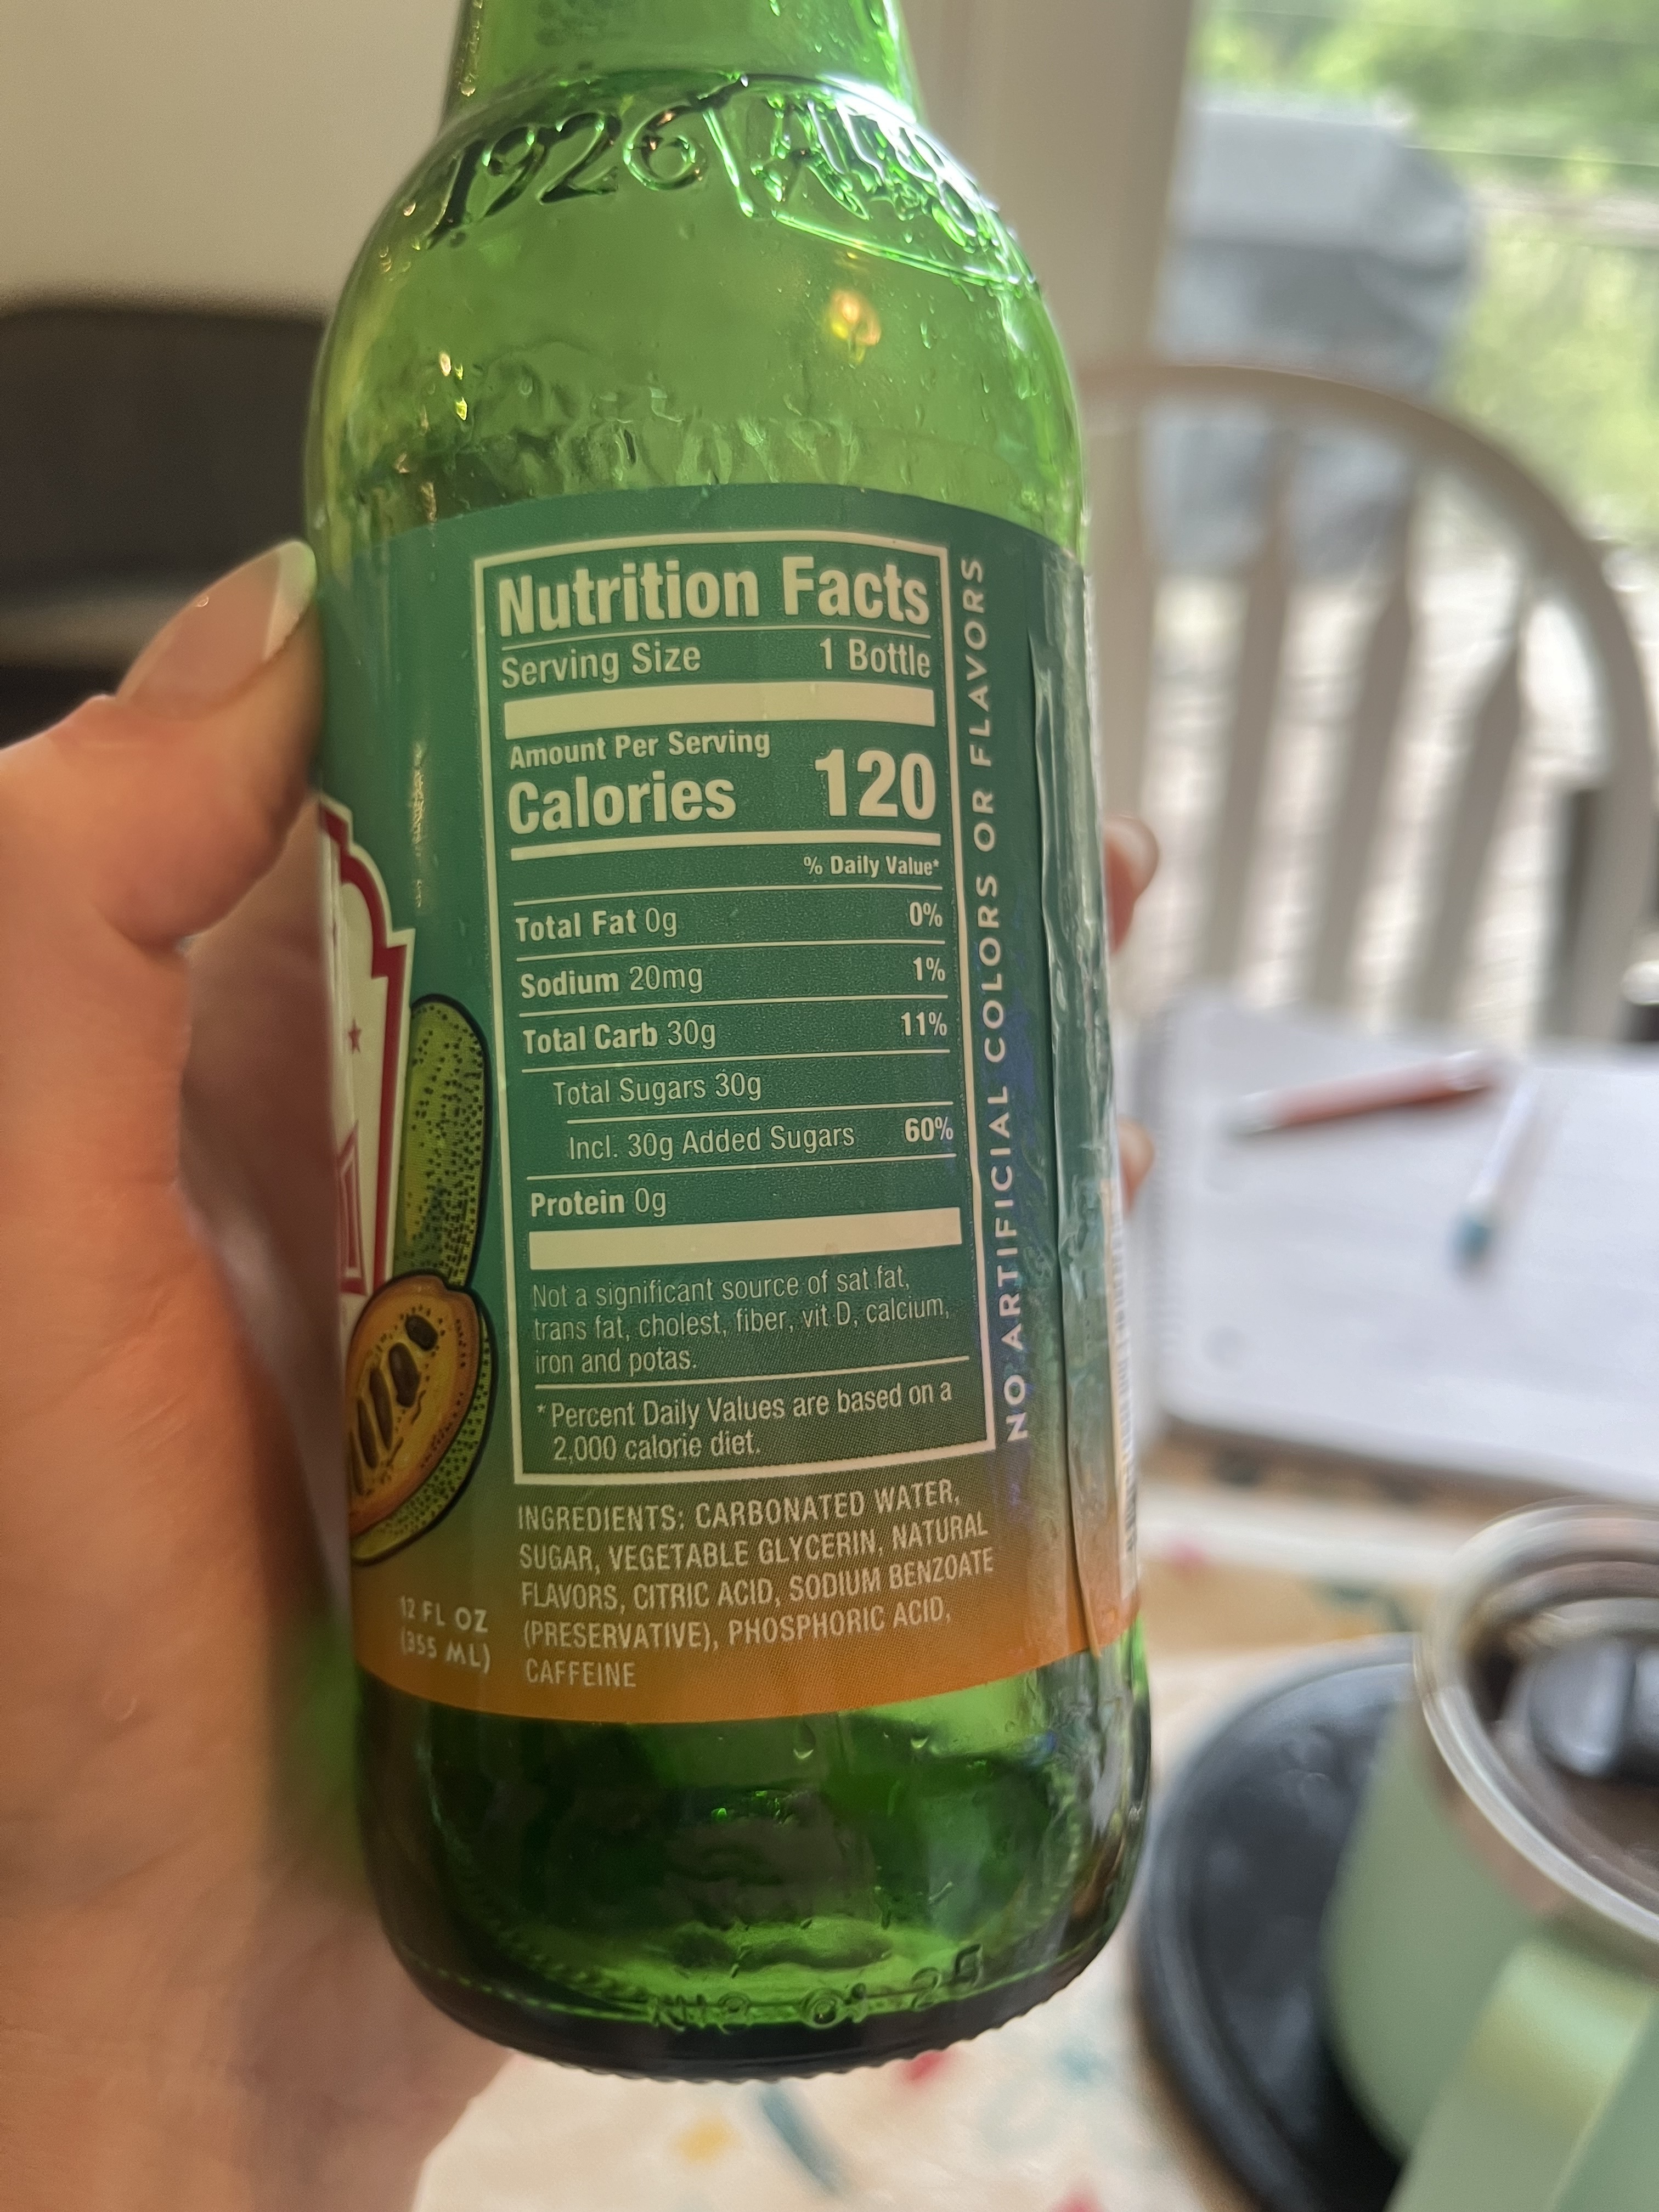 1926
Nutrition Facts
Serving Size 1 Bottle
Amount Per Serving
Calories 120
% Daily Value*
Total Fat 0g 0%
Sodium 20mg 1%
Total Carb 30g 11%
Total Sugars 30g
Incl. 30g Added Sugars 60%
Protein 0g
Not a significant source of sat fat,
trans fat, cholest, fiber, vit D, calcium,
iron and potas.
*Percent Daily Values are based on a
2,000 calorie diet.
NO ARTIFICIAL COLORS OR FLAVORS
INGREDIENTS: CARBONATED WATER,
SUGAR, VEGETABLE GLYCERIN, NATURAL
FLAVORS, CITRIC ACID, SODIUM BENZOATE
(PRESERVATIVE), PHOSPHORIC ACID,
CAFFEINE
12 FL OZ
(355 ML)